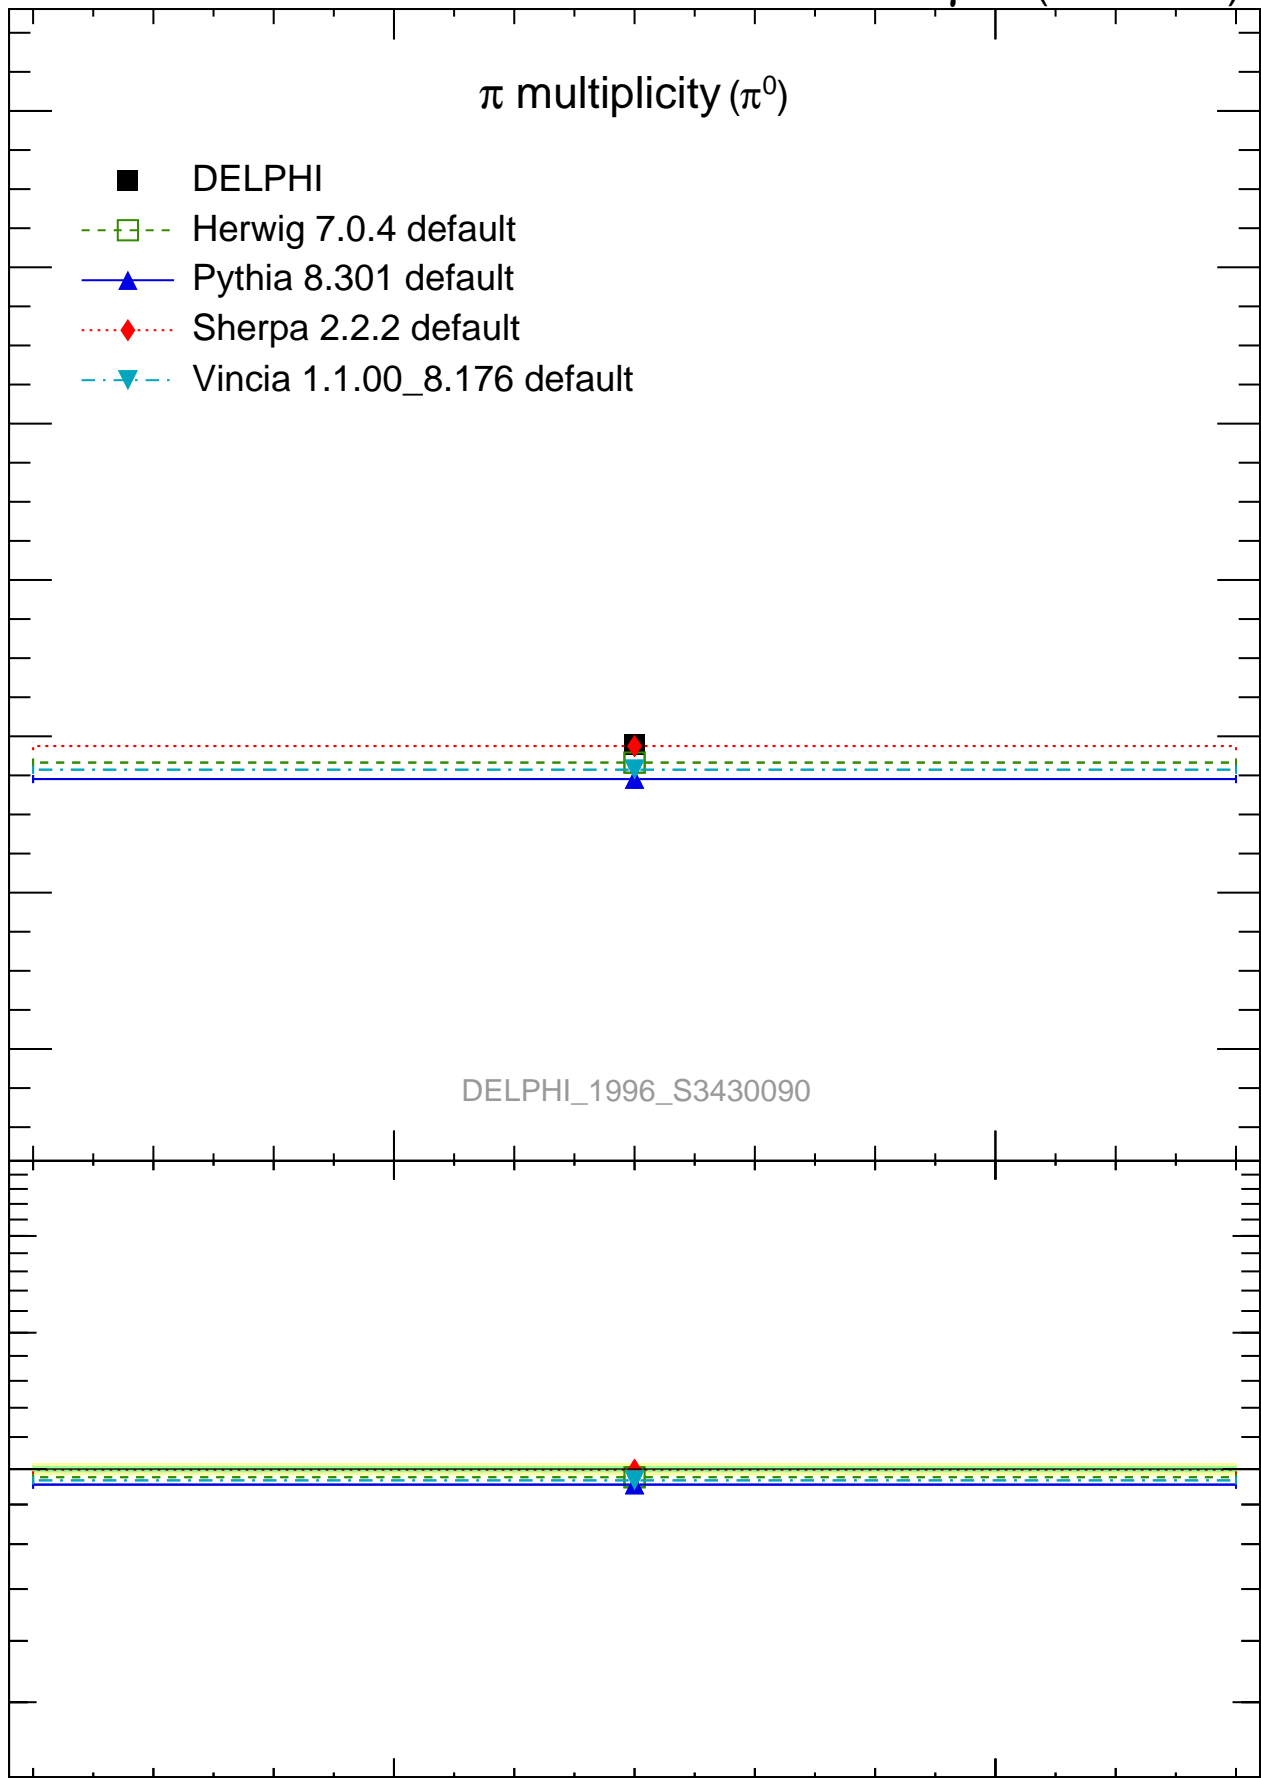 π multiplicity (π⁰)
DELPHI
Herwig 7.0.4 default
Pythia 8.301 default
Sherpa 2.2.2 default
Vincia 1.1.00_8.176 default
DELPHI_1996_S3430090